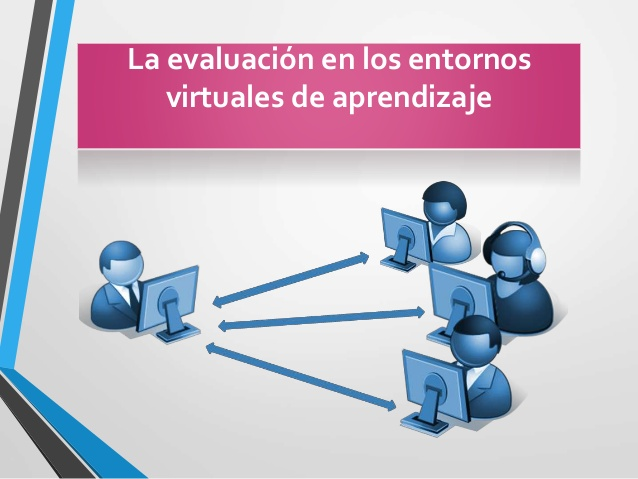 La evaluación en los entornos
virtuales de aprendizaje